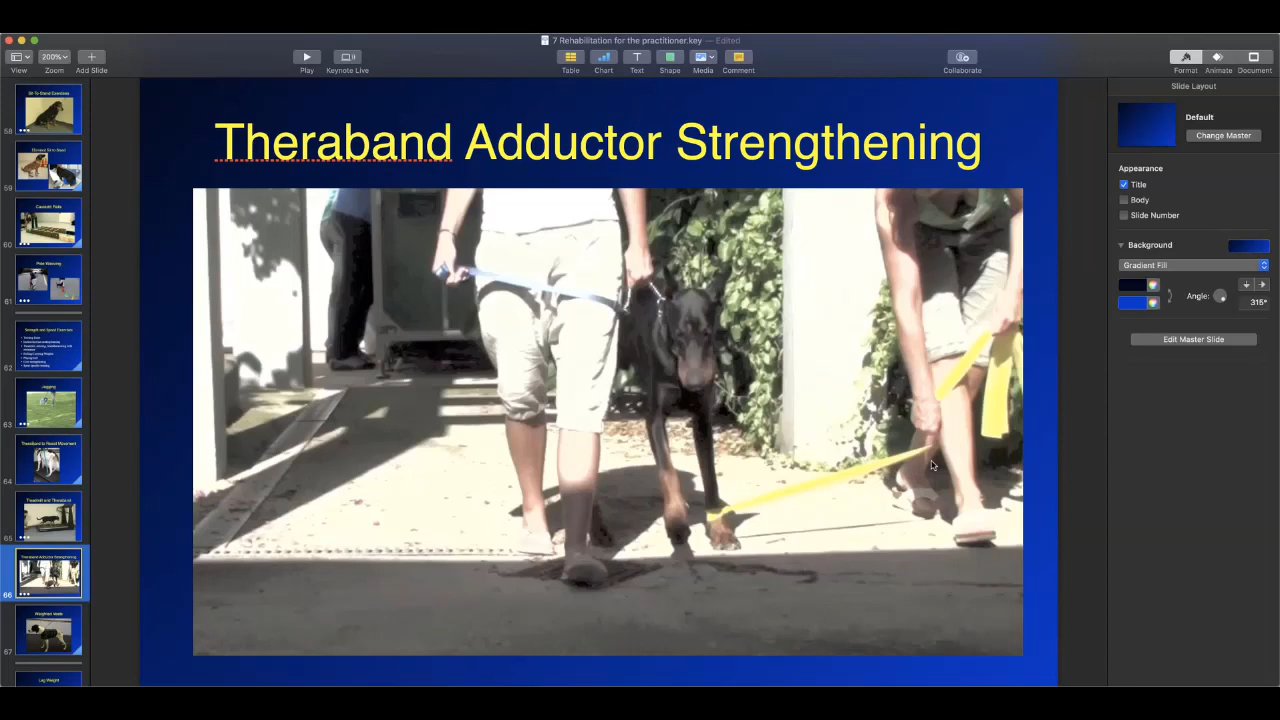 7 Rehabilitation for the practitioner.key — Edited
200%
View Zoom Add Slide
Play Keynote Live
Table Chart Text Shape Media Comment
Collaborate
Format Animate Document
Slide Layout
Default
Change Master
Appearance
Title
Body
Slide Number
Background
Gradient Fill
Angle:
315°
Edit Master Slide
Theraband Adductor Strengthening
Sit-To-Stand Exercises
58
59
Cavaletti Rails
60
Pole Weaving
61
Strength and Speed Exercises
62
Jogging
63
Theraband to Resist Movement
64
Treadmill and Theraband
65
Theraband Adductor Strengthening
66
67
Leg Weight